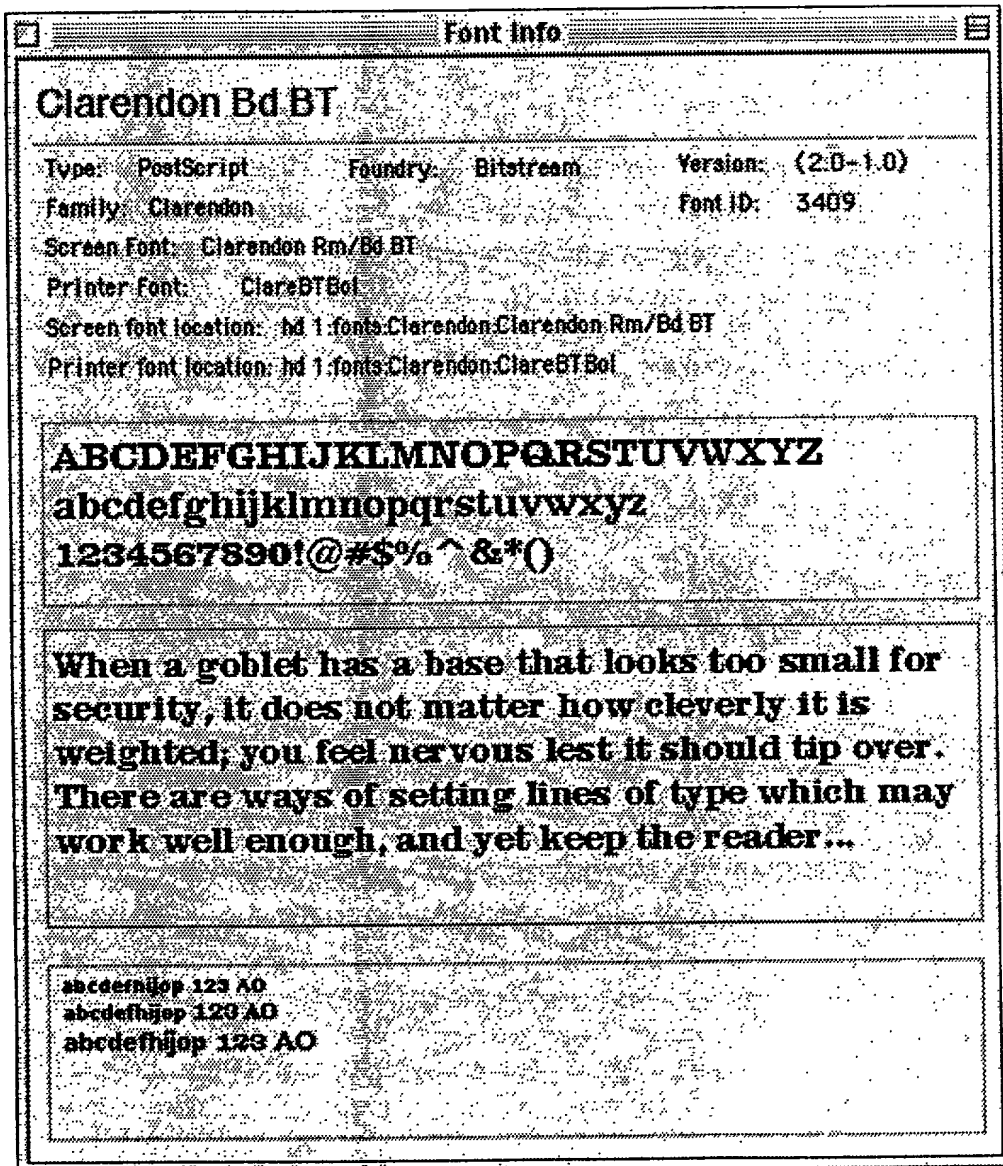 Font Info
Clarendon Bd BT
Type: PostScript Foundry: Bitstream Version: (2.0-1.0)
Family: Clarendon Font ID: 3409
Screen Font: Clarendon Rm/Bd BT
Printer Font: ClareBTBol
Screen font location: hd 1:fonts:Clarendon:Clarendon Rm/Bd BT
Printer font location: hd 1:fonts:Clarendon:ClareBTBol
ABCDEFGHIJKLMNOPQRSTUVWXYZ
abcdefghijklmnopqrstuvwxyz
1234567890!@#$%^&*()
When a goblet has a base that looks too small for
security, it does not matter how cleverly it is
weighted; you feel nervous lest it should tip over.
There are ways of setting lines of type which may
work well enough, and yet keep the reader...
abcdefhijop 123 AO
abcdefhijop 123 AO
abcdefhijop 123 AO